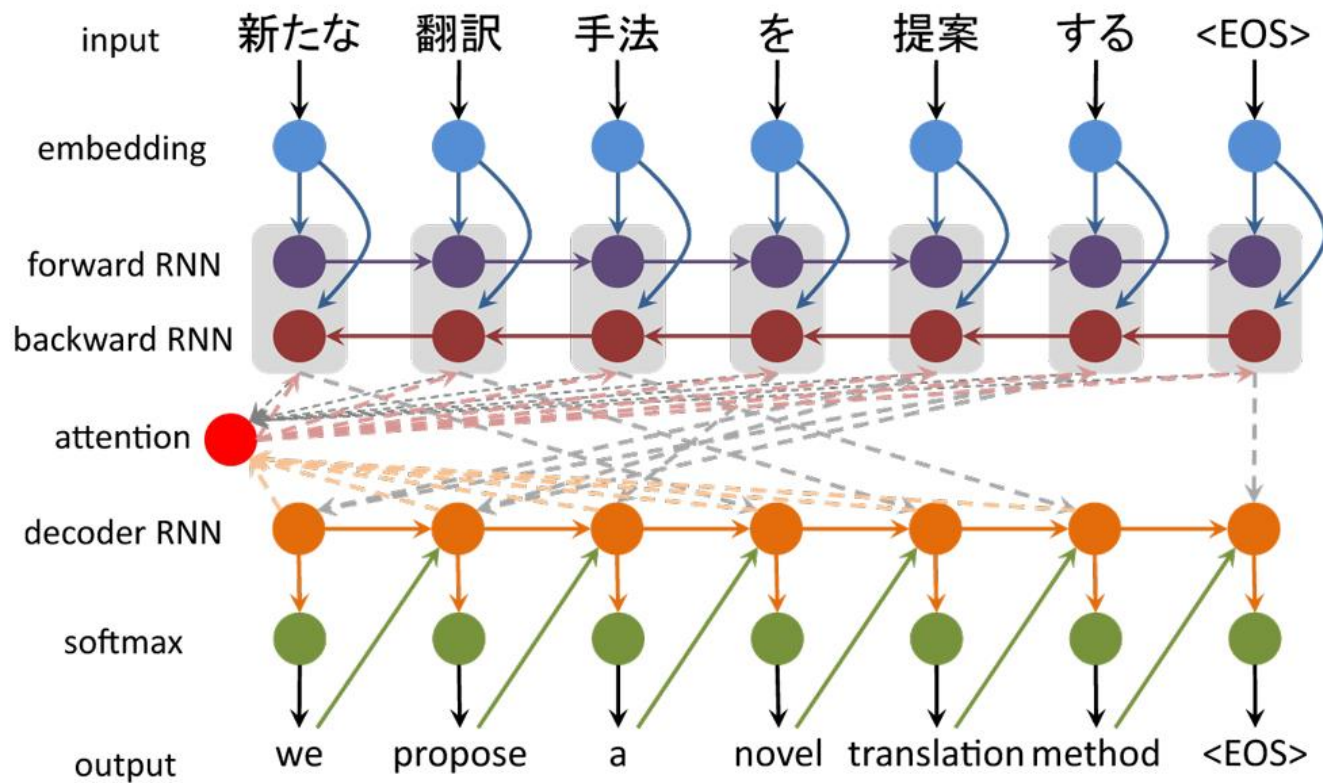 input 新たな 翻訳 手法 を 提案 する <EOS>
embedding
forward RNN
backward RNN
attention
decoder RNN
softmax
output we propose a novel translation method <EOS>